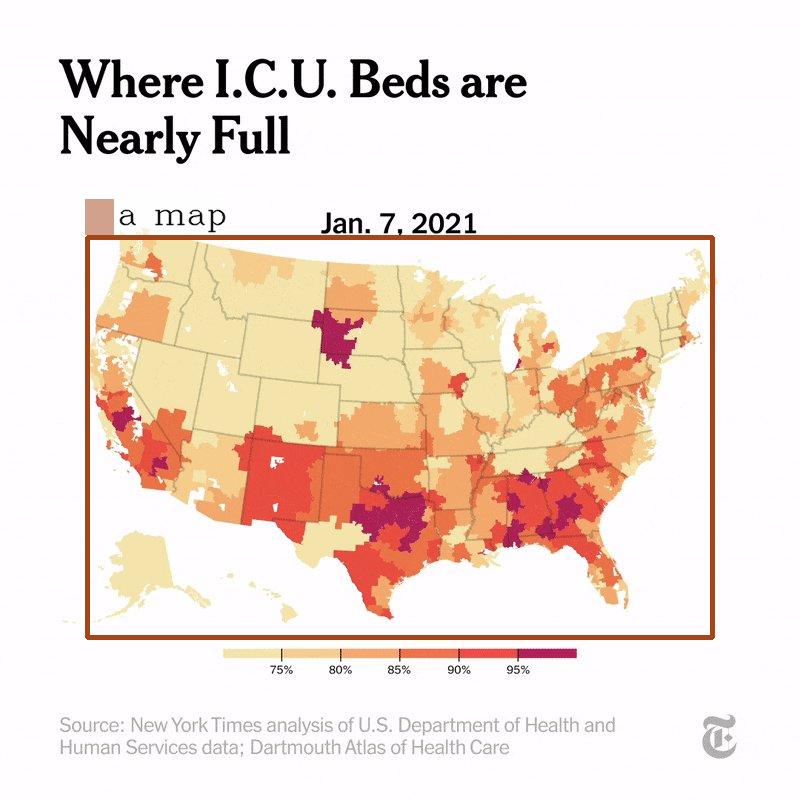 Where I.C.U. Beds are
Nearly Full
a map
Jan. 7, 2021
75% 80% 85% 90% 95%
Source: New York Times analysis of U.S. Department of Health and
Human Services data; Dartmouth Atlas of Health Care